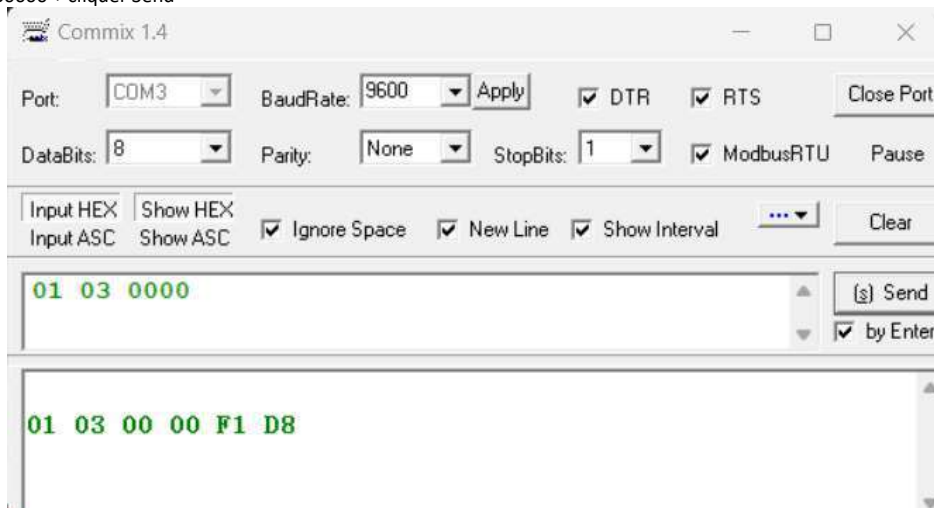 Commix 1.4
Port: COM3 BaudRate: 9600 Apply DTR RTS Close Port
DataBits: 8 Parity: None StopBits: 1 ModbusRTU Pause
Input HEX Show HEX
Input ASC Show ASC Ignore Space New Line Show Interval ... Clear
01 03 0000 (s) Send
by Enter
01 03 00 00 F1 D8